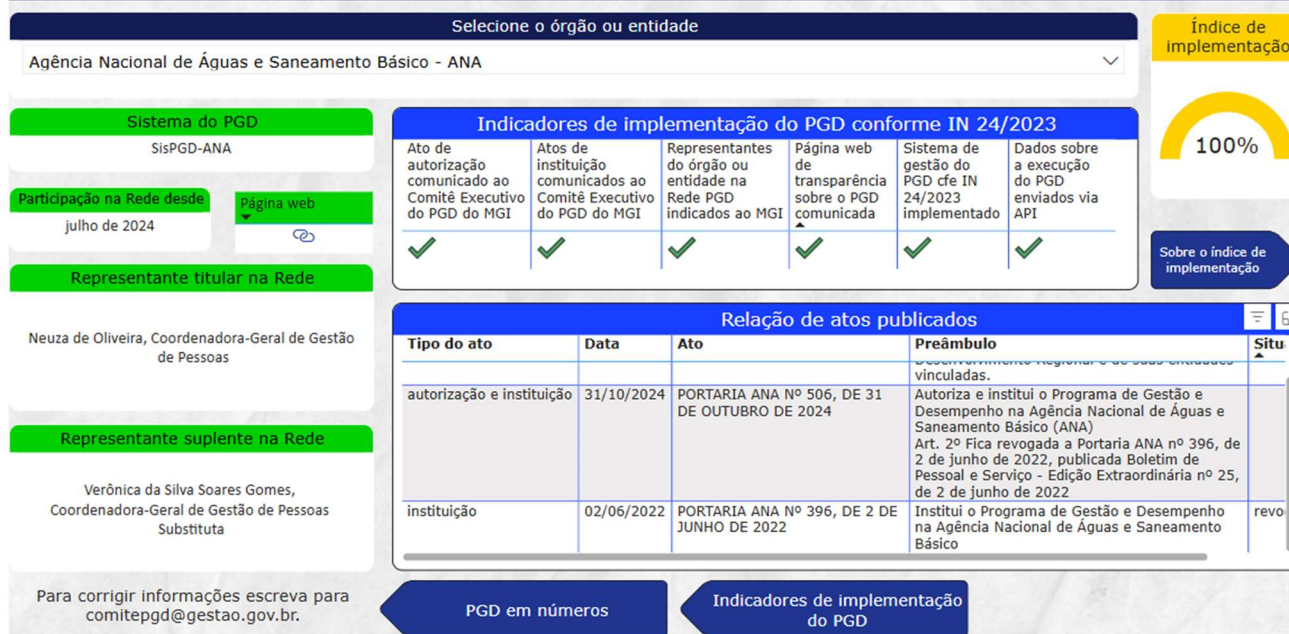 Selecione o órgão ou entidade
Agência Nacional de Águas e Saneamento Básico - ANA
Índice de
implementação
100%
Sobre o índice de
implementação
Sistema do PGD
SisPGD-ANA
Participação na Rede desde
julho de 2024
Página web
Representante titular na Rede
Neuza de Oliveira, Coordenadora-Geral de Gestão
de Pessoas
Representante suplente na Rede
Verônica da Silva Soares Gomes,
Coordenadora-Geral de Gestão de Pessoas
Substituta
Indicadores de implementação do PGD conforme IN 24/2023
Ato de
autorização
comunicado ao
Comitê Executivo
do PGD do MGI
Atos de
instituição
comunicados ao
Comitê Executivo
do PGD do MGI
Representantes
do órgão ou
entidade na
Rede PGD
indicados ao MGI
Página web
de
transparência
sobre o PGD
comunicada
Sistema de
gestão do
PGD cfe IN
24/2023
implementado
Dados sobre
a execução
do PGD
enviados via
API
Relação de atos publicados
Tipo do ato Data Ato Preâmbulo Situ
Desenvolvimento Regional e de suas entidades
vinculadas.
autorização e instituição 31/10/2024 PORTARIA ANA Nº 506, DE 31
DE OUTUBRO DE 2024
Autoriza e institui o Programa de Gestão e
Desempenho na Agência Nacional de Águas e
Saneamento Básico (ANA)
Art. 2º Fica revogada a Portaria ANA nº 396, de
2 de junho de 2022, publicada Boletim de
Pessoal e Serviço - Edição Extraordinária nº 25,
de 2 de junho de 2022
instituição 02/06/2022 PORTARIA ANA Nº 396, DE 2 DE
JUNHO DE 2022
Institui o Programa de Gestão e Desempenho
na Agência Nacional de Águas e Saneamento
Básico
revo
Para corrigir informações escreva para
comitepgd@gestao.gov.br.
PGD em números
Indicadores de implementação
do PGD